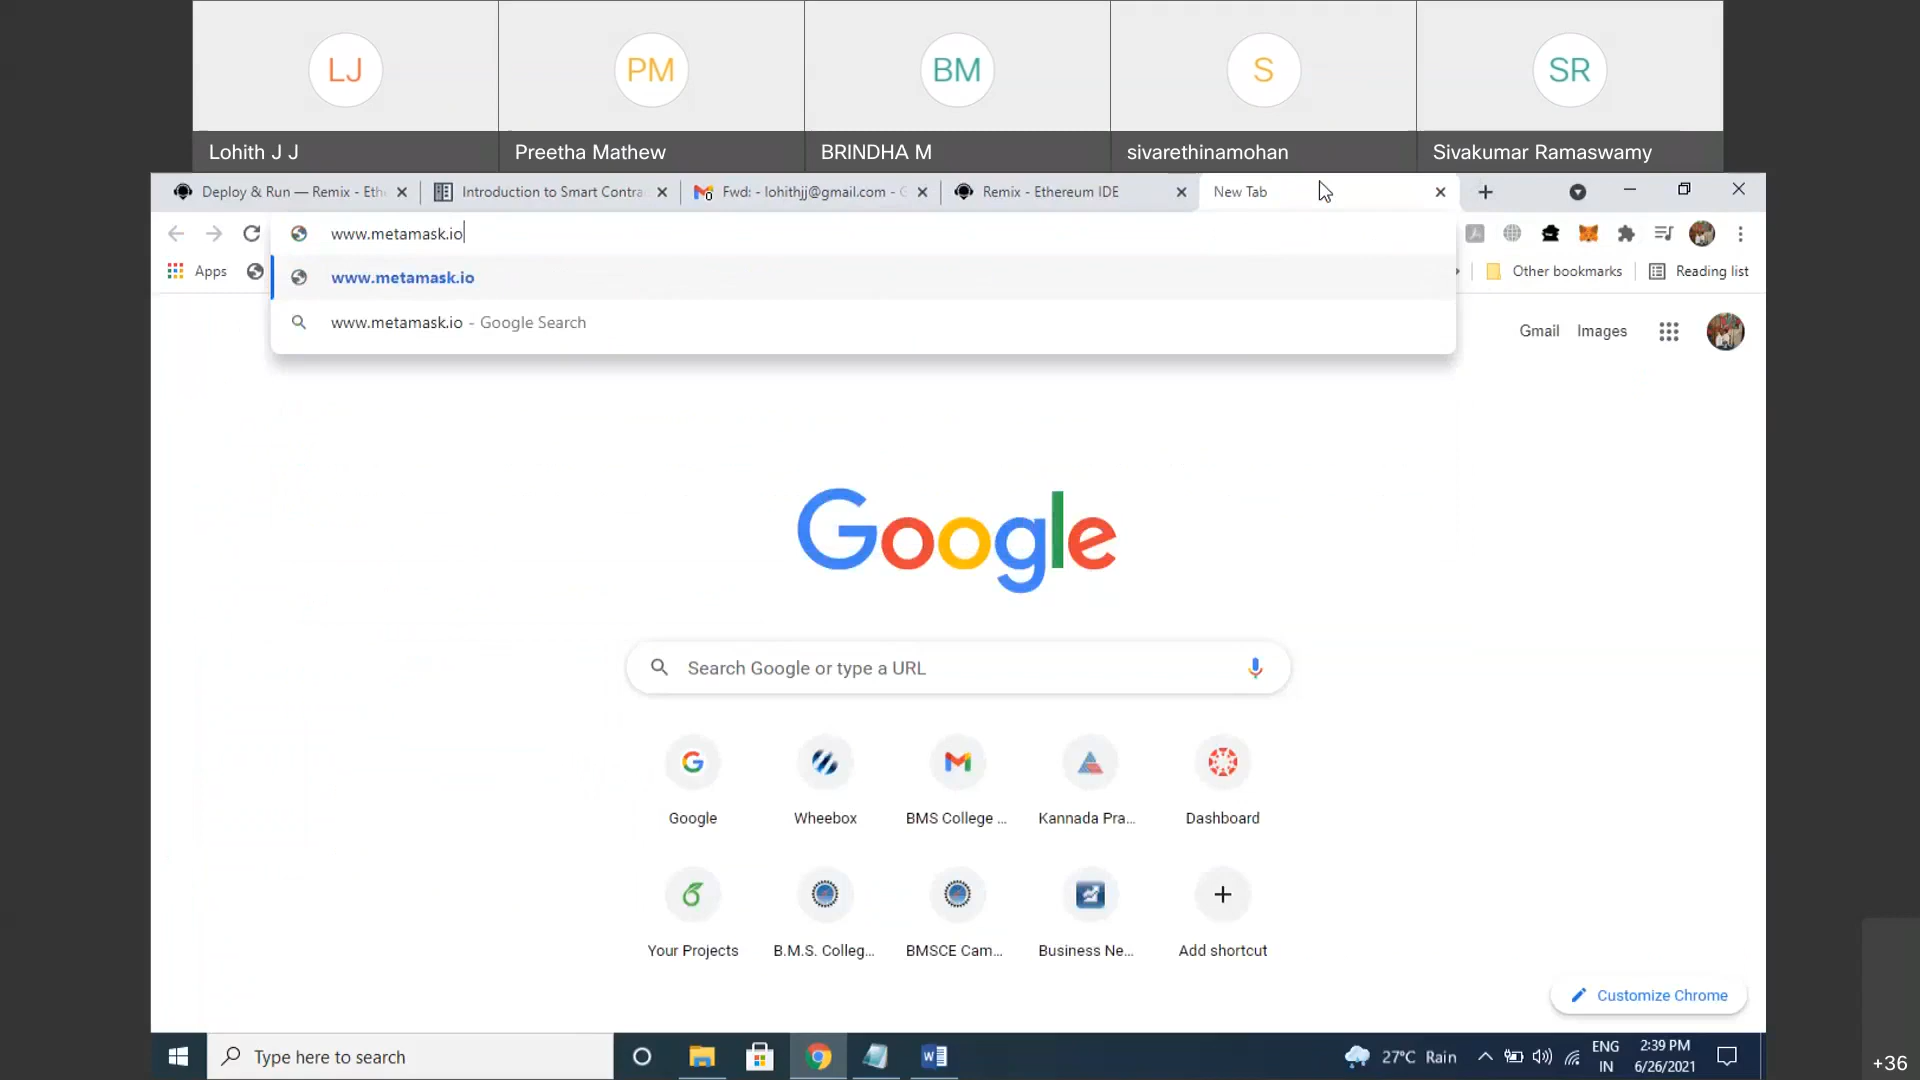 LJ
PM
BM
S
SR
Lohith J J
Preetha Mathew
BRINDHA M
sivarethinamohan
Sivakumar Ramaswamy
Deploy & Run — Remix - Eth
Introduction to Smart Contra
Fwd: - lohithjj@gmail.com - G
Remix - Ethereum IDE
New Tab
www.metamask.io
Apps
www.metamask.io
Other bookmarks
Reading list
www.metamask.io - Google Search
Gmail
Images
Google
Search Google or type a URL
Google
Wheebox
BMS College ...
Kannada Pra...
Dashboard
Your Projects
B.M.S. Colleg...
BMSCE Cam...
Business Ne...
Add shortcut
Customize Chrome
Type here to search
27°C Rain
ENG
IN
2:39 PM
6/26/2021
+36